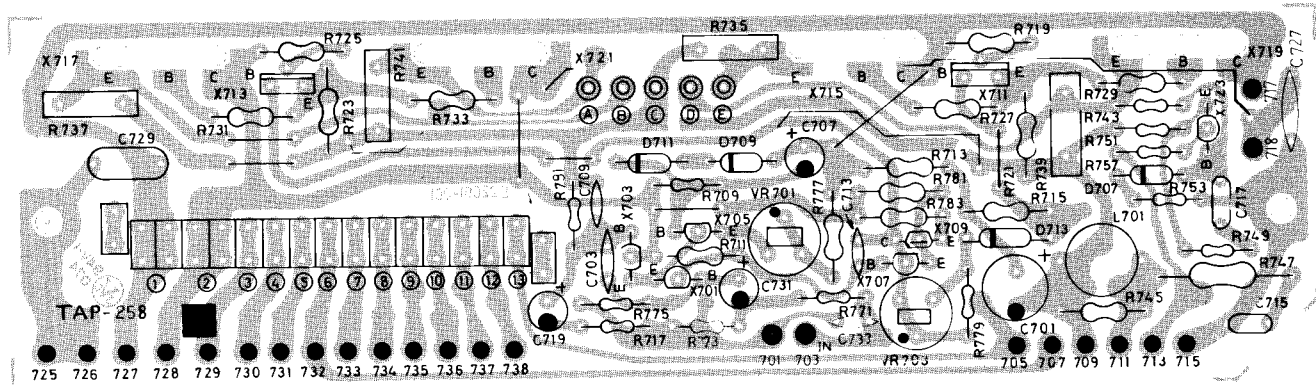 R725 R735 R719
X717 R741 X721 X719 C727
E B C B E B C E B C B E E B C
X713 E R723 A B C D E X715 X711 R729 E X723 717
R737 R731 R733 R727 R743
C729 D711 D709 C707 R713 R751 718
R781 R721 R739 R757 B
R791 C709 X703 R709 VR701 R777 C713 R783 R715 D707 R753 C717
B B X705 E X709 L701
R711 C E D713 R749
C703 E B B E R747
X701 C731 X707
1 2 3 4 5 6 7 8 9 10 11 12 13 E
TAP-258 R775 R771 R745 C715
C719 R717 IN R779 C701
701 703 VR703 705 707 709 711 713 715
725 726 727 728 729 730 731 732 733 734 735 736 737 738